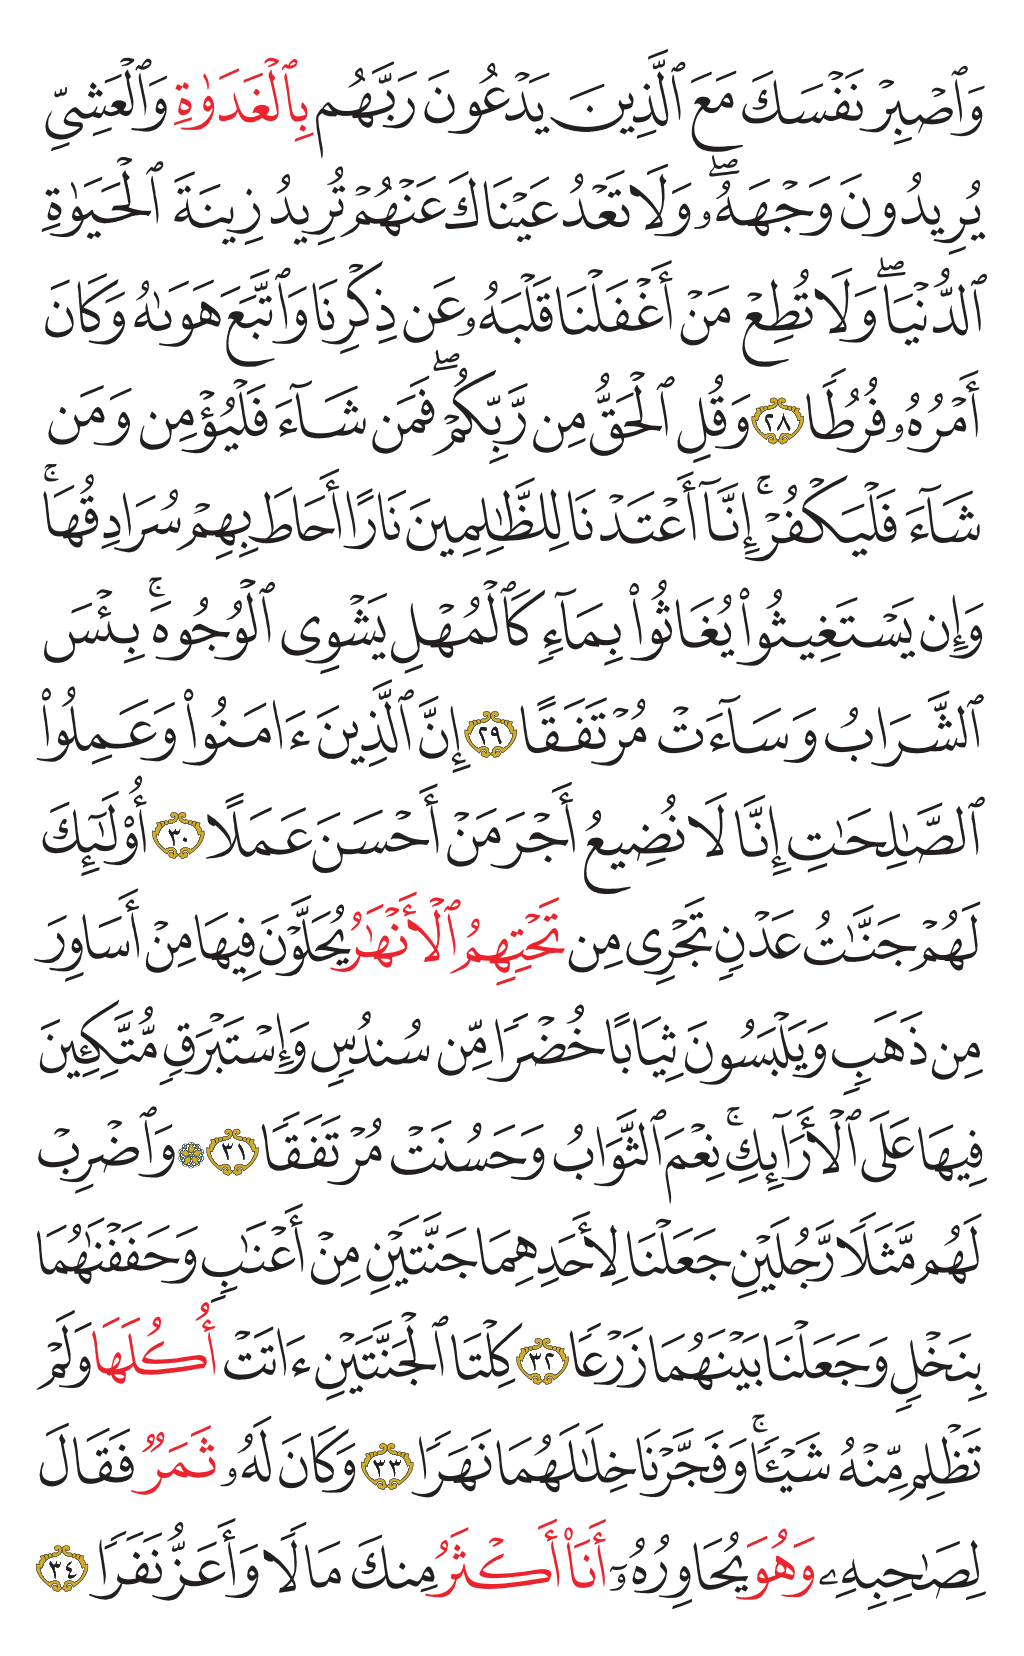 وَٱصْبِرْ نَفْسَكَ مَعَ ٱلَّذِينَ يَدْعُونَ رَبَّهُم بِٱلْغَدَوٰةِ وَٱلْعَشِىِّ
يُرِيدُونَ وَجْهَهُۥۖ وَلَا تَعْدُ عَيْنَاكَ عَنْهُمْ تُرِيدُ زِينَةَ ٱلْحَيَوٰةِ
ٱلدُّنْيَاۖ وَلَا تُطِعْ مَنْ أَغْفَلْنَا قَلْبَهُۥ عَن ذِكْرِنَا وَٱتَّبَعَ هَوَىٰهُ وَكَانَ
أَمْرُهُۥ فُرُطًا ٢٨ وَقُلِ ٱلْحَقُّ مِن رَّبِّكُمْۖ فَمَن شَآءَ فَلْيُؤْمِن وَمَن
شَآءَ فَلْيَكْفُرْۚ إِنَّآ أَعْتَدْنَا لِلظَّٰلِمِينَ نَارًا أَحَاطَ بِهِمْ سُرَادِقُهَاۚ
وَإِن يَسْتَغِيثُوا۟ يُغَاثُوا۟ بِمَآءٍ كَٱلْمُهْلِ يَشْوِى ٱلْوُجُوهَۚ بِئْسَ
ٱلشَّرَابُ وَسَآءَتْ مُرْتَفَقًا ٢٩ إِنَّ ٱلَّذِينَ ءَامَنُوا۟ وَعَمِلُوا۟
ٱلصَّٰلِحَٰتِ إِنَّا لَا نُضِيعُ أَجْرَ مَنْ أَحْسَنَ عَمَلًا ٣٠ أُو۟لَٰٓئِكَ
لَهُمْ جَنَّٰتُ عَدْنٍ تَجْرِى مِن تَحْتِهِمُ ٱلْأَنْهَٰرُ يُحَلَّوْنَ فِيهَا مِنْ أَسَاوِرَ
مِن ذَهَبٍ وَيَلْبَسُونَ ثِيَابًا خُضْرًا مِّن سُندُسٍ وَإِسْتَبْرَقٍ مُّتَّكِـِٔينَ
فِيهَا عَلَى ٱلْأَرَآئِكِۚ نِعْمَ ٱلثَّوَابُ وَحَسُنَتْ مُرْتَفَقًا ٣١ ۞ وَٱضْرِبْ
لَهُم مَّثَلًا رَّجُلَيْنِ جَعَلْنَا لِأَحَدِهِمَا جَنَّتَيْنِ مِنْ أَعْنَٰبٍ وَحَفَفْنَٰهُمَا
بِنَخْلٍ وَجَعَلْنَا بَيْنَهُمَا زَرْعًا ٣٢ كِلْتَا ٱلْجَنَّتَيْنِ ءَاتَتْ أُكُلَهَا وَلَمْ
تَظْلِم مِّنْهُ شَيْـًٔاۚ وَفَجَّرْنَا خِلَٰلَهُمَا نَهَرًا ٣٣ وَكَانَ لَهُۥ ثَمَرٌ فَقَالَ
لِصَٰحِبِهِۦ وَهُوَ يُحَاوِرُهُۥٓ أَنَا۠ أَكْثَرُ مِنكَ مَالًا وَأَعَزُّ نَفَرًا ٣٤